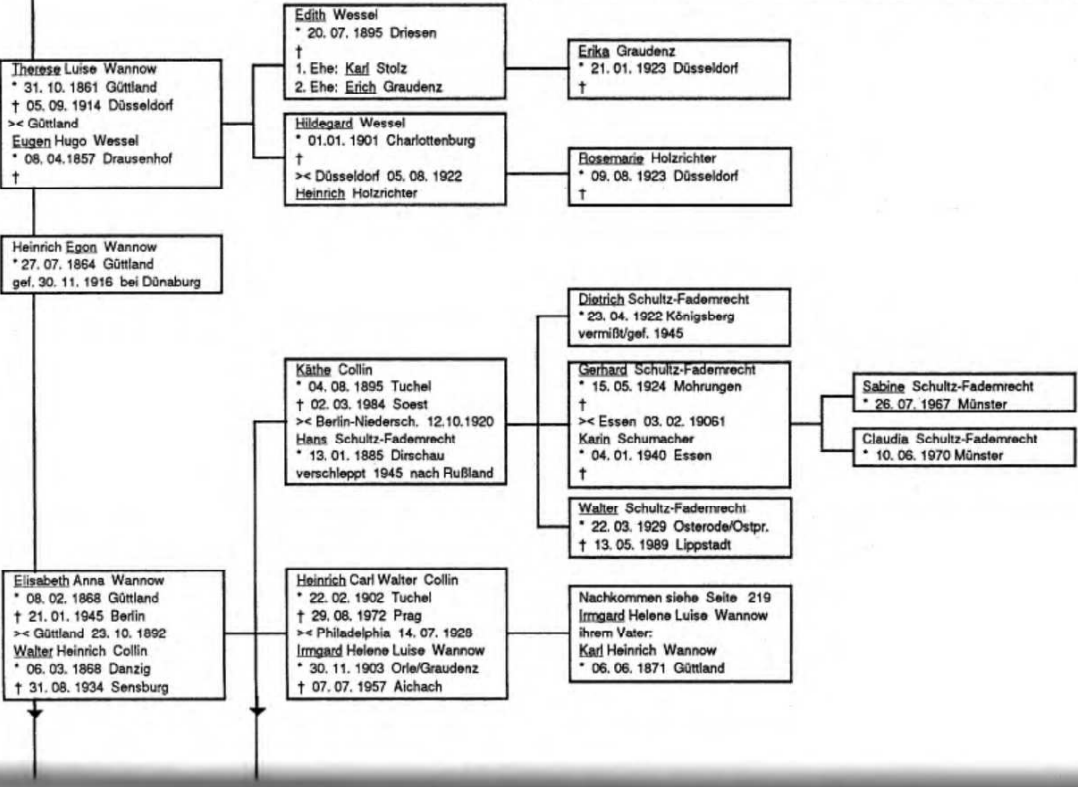 Therese Luise Wannow
* 31. 10. 1861 Güttland
† 05. 09. 1914 Düsseldorf
>< Güttland
Eugen Hugo Wessel
* 08. 04.1857 Drausenhof
†
Edith Wessel
* 20. 07. 1895 Driesen
†
1. Ehe: Karl Stolz
2. Ehe: Erich Graudenz
Erika Graudenz
* 21. 01. 1923 Düsseldorf
†
Hildegard Wessel
* 01.01. 1901 Charlottenburg
†
>< Düsseldorf 05. 08. 1922
Heinrich Holzrichter
Rosemarie Holzrichter
* 09. 08. 1923 Düsseldorf
†
Heinrich Egon Wannow
* 27. 07. 1864 Güttland
gef. 30. 11. 1916 bei Dünaburg
Elisabeth Anna Wannow
* 08. 02. 1868 Güttland
† 21. 01. 1945 Berlin
>< Güttland 23. 10. 1892
Walter Heinrich Collin
* 06. 03. 1868 Danzig
† 31. 08. 1934 Sensburg
Käthe Collin
* 04. 08. 1895 Tuchel
† 02. 03. 1984 Soest
>< Berlin-Niedersch. 12.10.1920
Hans Schultz-Fademrecht
* 13. 01. 1885 Dirschau
verschleppt 1945 nach Rußland
Dietrich Schultz-Fademrecht
* 23. 04. 1922 Königsberg
vermißt/gef. 1945
Gerhard Schultz-Fademrecht
* 15. 05. 1924 Mohrungen
†
>< Essen 03. 02. 19061
Karin Schumacher
* 04. 01. 1940 Essen
†
Sabine Schultz-Fademrecht
* 26. 07. 1967 Münster
Claudia Schultz-Fademrecht
* 10. 06. 1970 Münster
Walter Schultz-Fademrecht
* 22. 03. 1929 Osterode/Ostpr.
† 13. 05. 1989 Lippstadt
Heinrich Carl Walter Collin
* 22. 02. 1902 Tuchel
† 29. 08. 1972 Prag
>< Philadelphia 14. 07. 1928
Irmgard Helene Luise Wannow
* 30. 11. 1903 Orle/Graudenz
† 07. 07. 1957 Aichach
Nachkommen siehe Seite 219
Irmgard Helene Luise Wannow
ihrem Vater:
Karl Heinrich Wannow
* 06. 06. 1871 Güttland